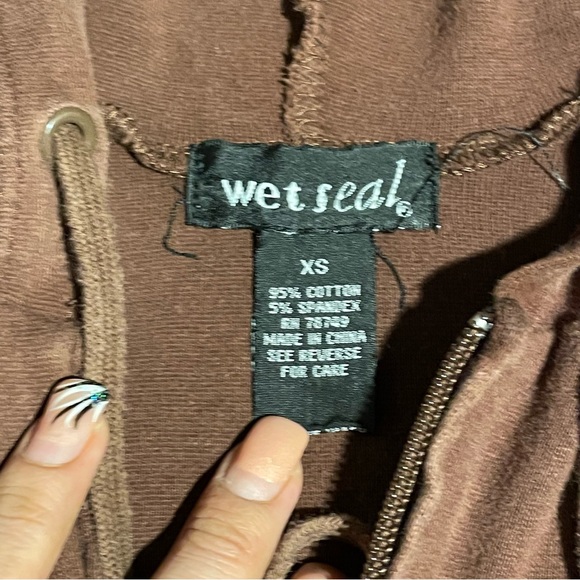 wet seal®
XS
95% COTTON
5% SPANDEX
RN 78749
MADE IN CHINA
SEE REVERSE
FOR CARE